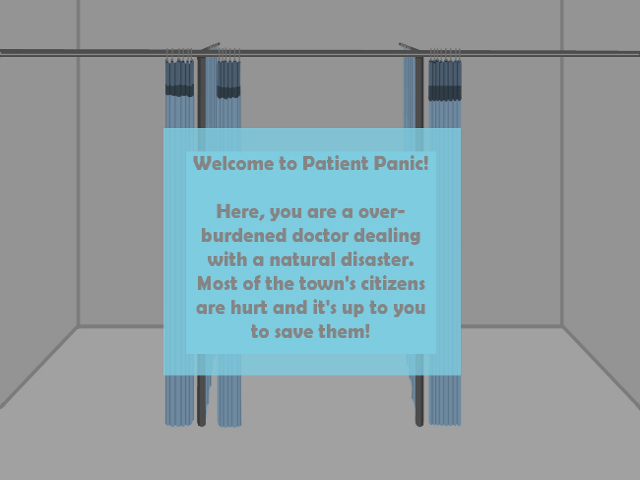 Welcome to Patient Panic!
Here, you are a over-
burdened doctor dealing
with a natural disaster.
Most of the town's citizens
are hurt and it's up to you
to save them!